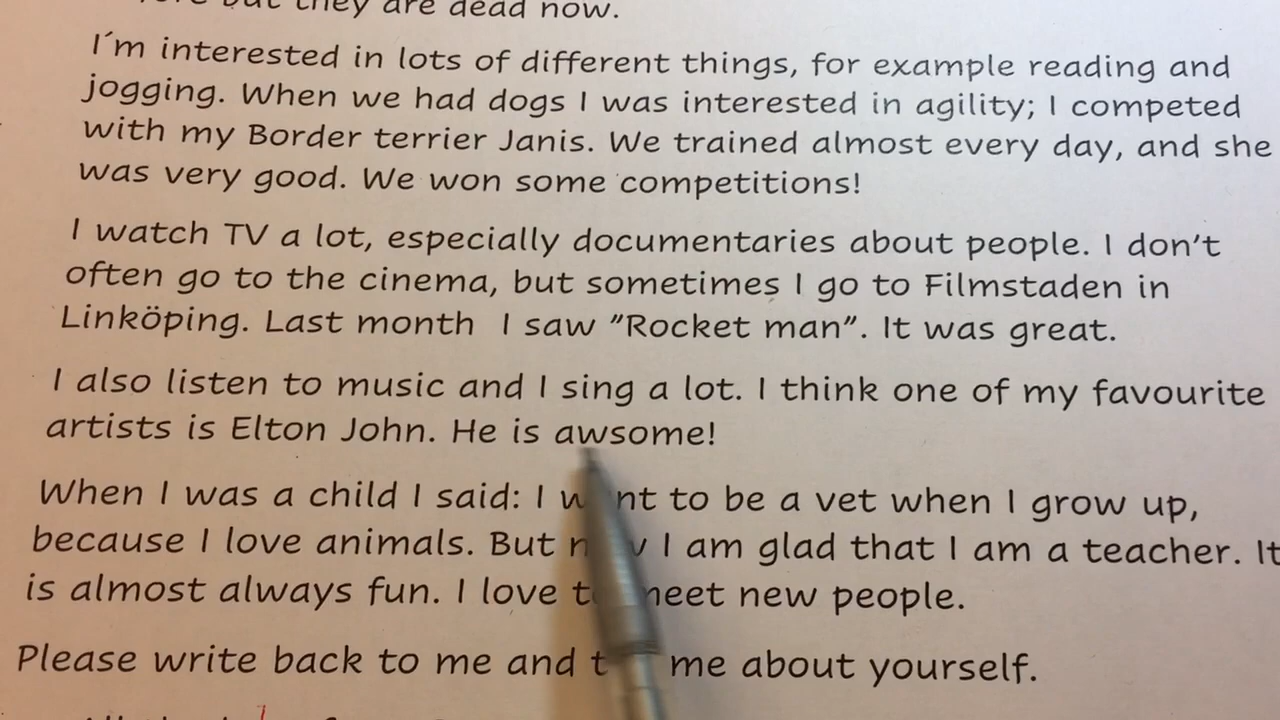 but they are dead now.
I´m interested in lots of different things, for example reading and
jogging. When we had dogs I was interested in agility; I competed
with my Border terrier Janis. We trained almost every day, and she
was very good. We won some competitions!
I watch TV a lot, especially documentaries about people. I don't
often go to the cinema, but sometimes I go to Filmstaden in
Linköping. Last month I saw ”Rocket man”. It was great.
I also listen to music and I sing a lot. I think one of my favourite
artists is Elton John. He is awsome!
When I was a child I said: I w nt to be a vet when I grow up,
because I love animals. But I am glad that I am a teacher. It
is almost always fun. I love new people.
Please write back to me and me about yourself.